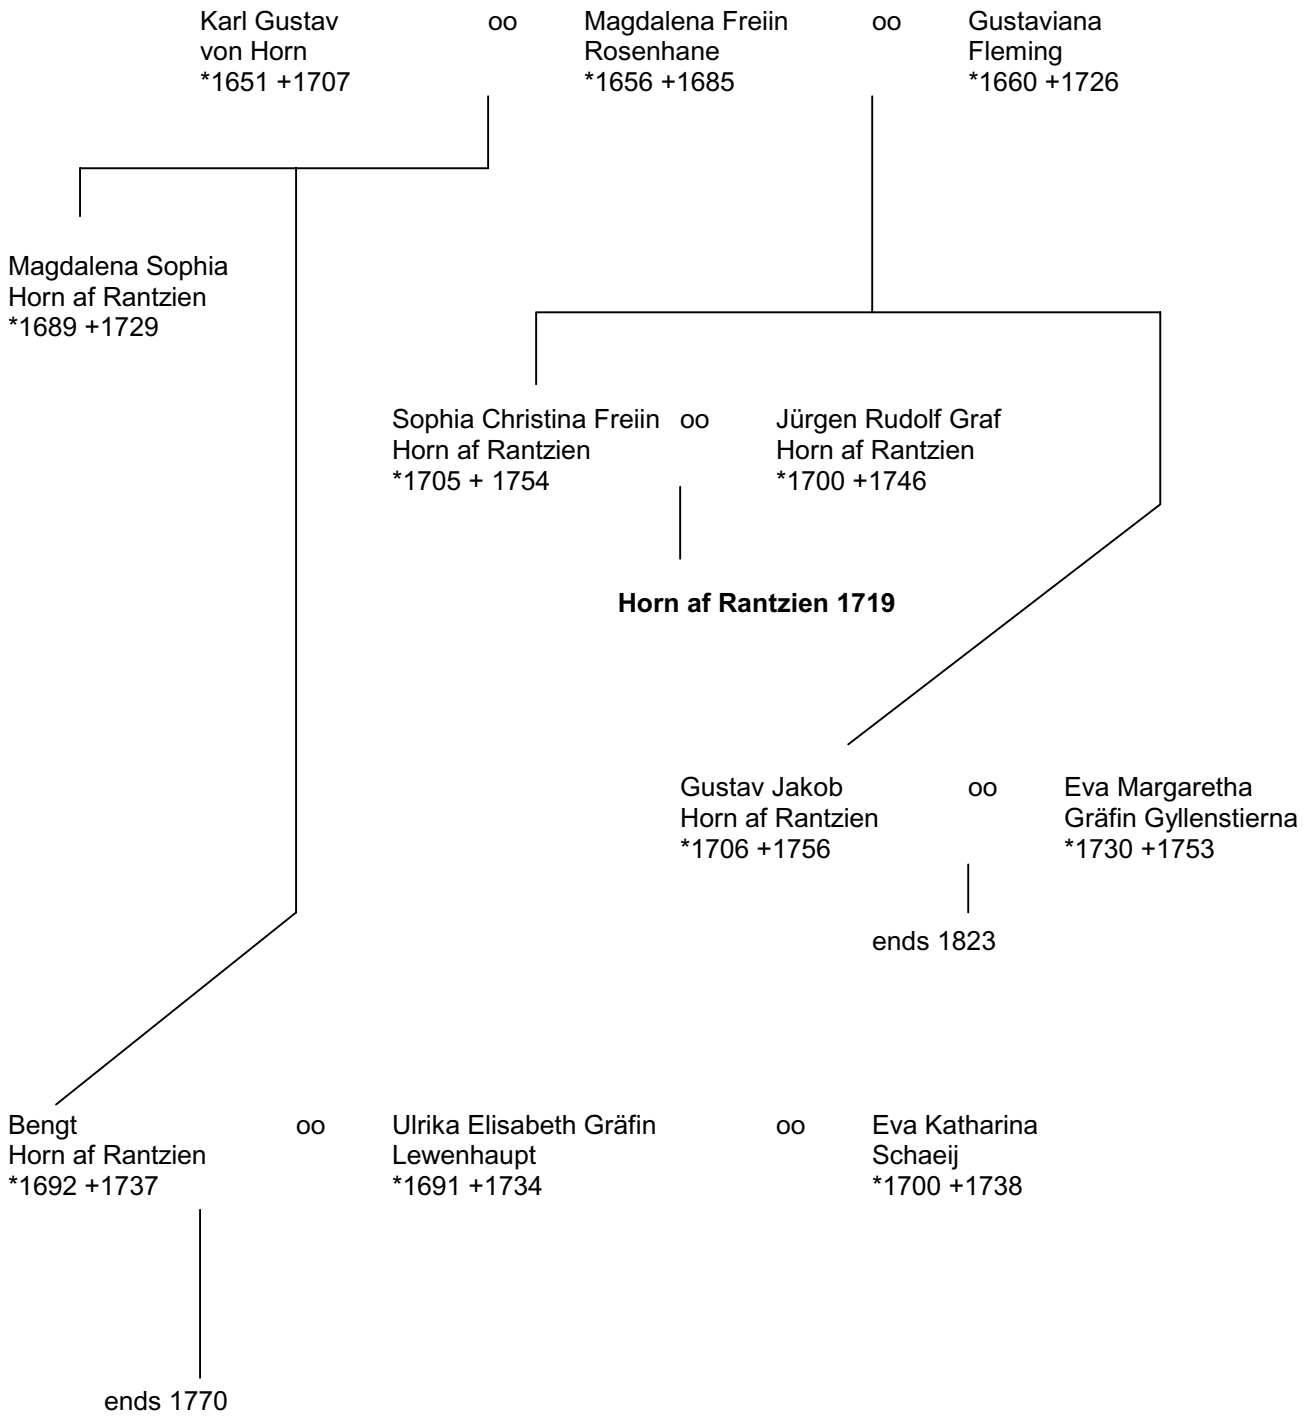 Karl Gustav
von Horn
*1651 +1707
oo
Magdalena Freiin
Rosenhane
*1656 +1685
oo
Gustaviana
Fleming
*1660 +1726
Magdalena Sophia
Horn af Rantzien
*1689 +1729
Sophia Christina Freiin
Horn af Rantzien
*1705 + 1754
oo
Jürgen Rudolf Graf
Horn af Rantzien
*1700 +1746
Horn af Rantzien 1719
Gustav Jakob
Horn af Rantzien
*1706 +1756
oo
Eva Margaretha
Gräfin Gyllenstierna
*1730 +1753
ends 1823
Bengt
Horn af Rantzien
*1692 +1737
oo
Ulrika Elisabeth Gräfin
Lewenhaupt
*1691 +1734
oo
Eva Katharina
Schaeij
*1700 +1738
ends 1770